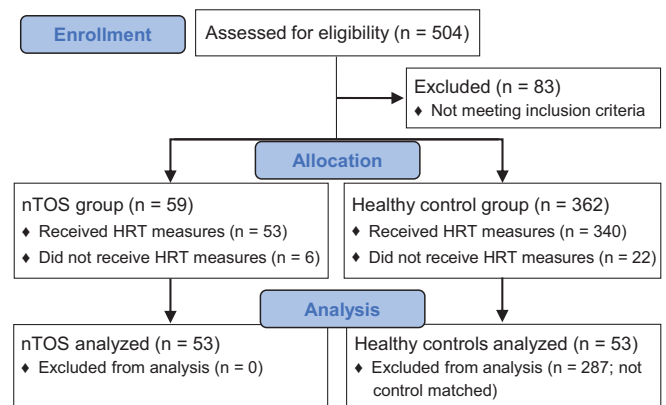 Enrollment
Assessed for eligibility (n = 504)
Excluded (n = 83)
♦ Not meeting inclusion criteria
Allocation
nTOS group (n = 59)
♦ Received HRT measures (n = 53)
♦ Did not receive HRT measures (n = 6)
Healthy control group (n = 362)
♦ Received HRT measures (n = 340)
♦ Did not receive HRT measures (n = 22)
Analysis
nTOS analyzed (n = 53)
♦ Excluded from analysis (n = 0)
Healthy controls analyzed (n = 53)
♦ Excluded from analysis (n = 287; not
control matched)